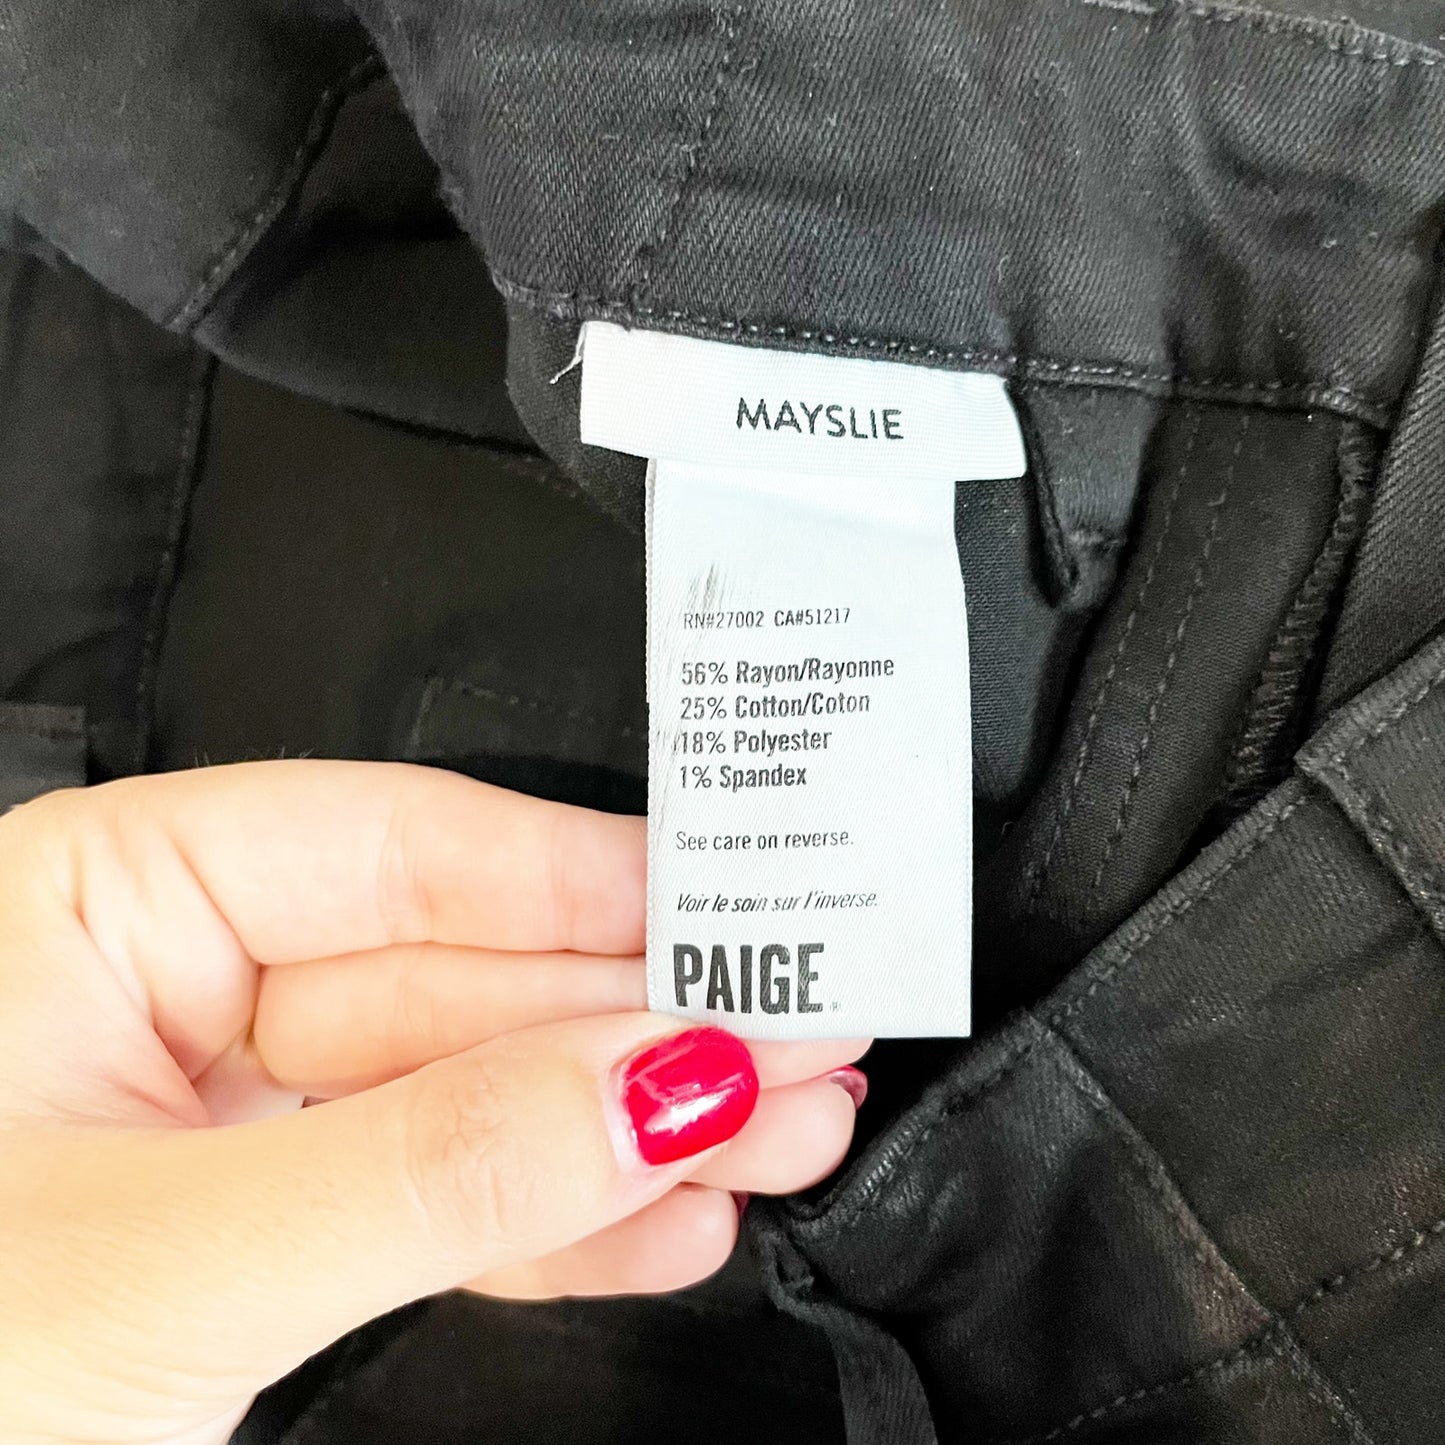 MAYSLIE
RN#27002 CA#51217
56% Rayon/Rayonne
25% Cotton/Coton
18% Polyester
1% Spandex
See care on reverse.
Voir le soin sur l'inverse.
PAIGE ®